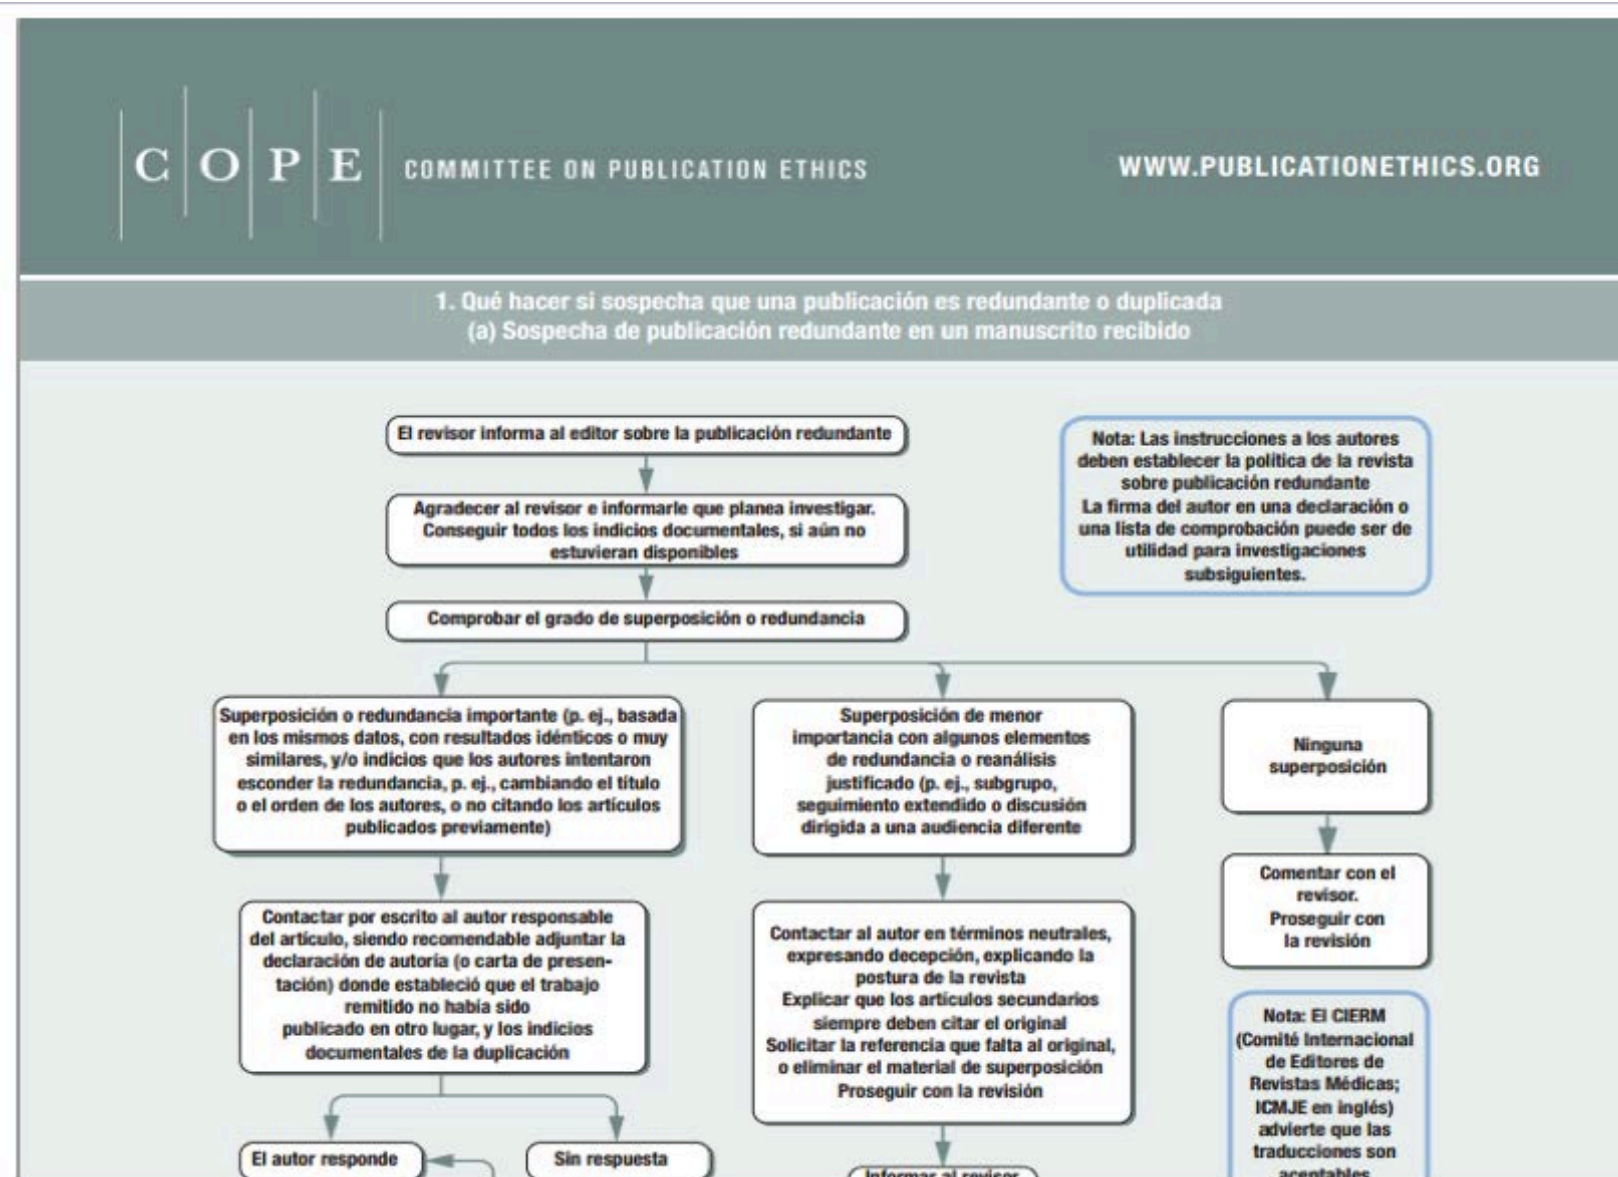 COPE COMMITTEE ON PUBLICATION ETHICS
WWW.PUBLICATIONETHICS.ORG
1. Qué hacer si sospecha que una publicación es redundante o duplicada
(a) Sospecha de publicación redundante en un manuscrito recibido
El revisor informa al editor sobre la publicación redundante
Nota: Las instrucciones a los autores
deben establecer la política de la revista
sobre publicación redundante
La firma del autor en una declaración o
una lista de comprobación puede ser de
utilidad para investigaciones
subsiguientes.
Agradecer al revisor e informarle que planea investigar.
Conseguir todos los indicios documentales, si aún no
estuvieran disponibles
Comprobar el grado de superposición o redundancia
Superposición o redundancia importante (p. ej., basada
en los mismos datos, con resultados idénticos o muy
similares, y/o indicios que los autores intentaron
esconder la redundancia, p. ej., cambiando el título
o el orden de los autores, o no citando los artículos
publicados previamente)
Superposición de menor
importancia con algunos elementos
de redundancia o reanálisis
justificado (p. ej., subgrupo,
seguimiento extendido o discusión
dirigida a una audiencia diferente
Ninguna
superposición
Contactar por escrito al autor responsable
del artículo, siendo recomendable adjuntar la
declaración de autoría (o carta de presen-
tación) donde estableció que el trabajo
remitido no había sido
publicado en otro lugar, y los indicios
documentales de la duplicación
Contactar al autor en términos neutrales,
expresando decepción, explicando la
postura de la revista
Explicar que los artículos secundarios
siempre deben citar el original
Solicitar la referencia que falta al original,
o eliminar el material de superposición
Proseguir con la revisión
Comentar con el
revisor.
Proseguir con
la revisión
Nota: El CIERM
(Comité Internacional
de Editores de
Revistas Médicas;
ICMJE en inglés)
advierte que las
traducciones son
aceptables
El autor responde
Sin respuesta
Informar al revisor